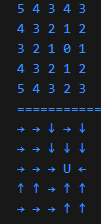 5 4 3 4 3
4 3 2 1 2
3 2 1 0 1
4 3 2 1 2
5 4 3 2 3
===========
→ → ↓ → ↓
→ → ↓ ↓ ↓
→ → → U ←
↑ ↑ → ↑ ↑
→ → → ↑ ↑